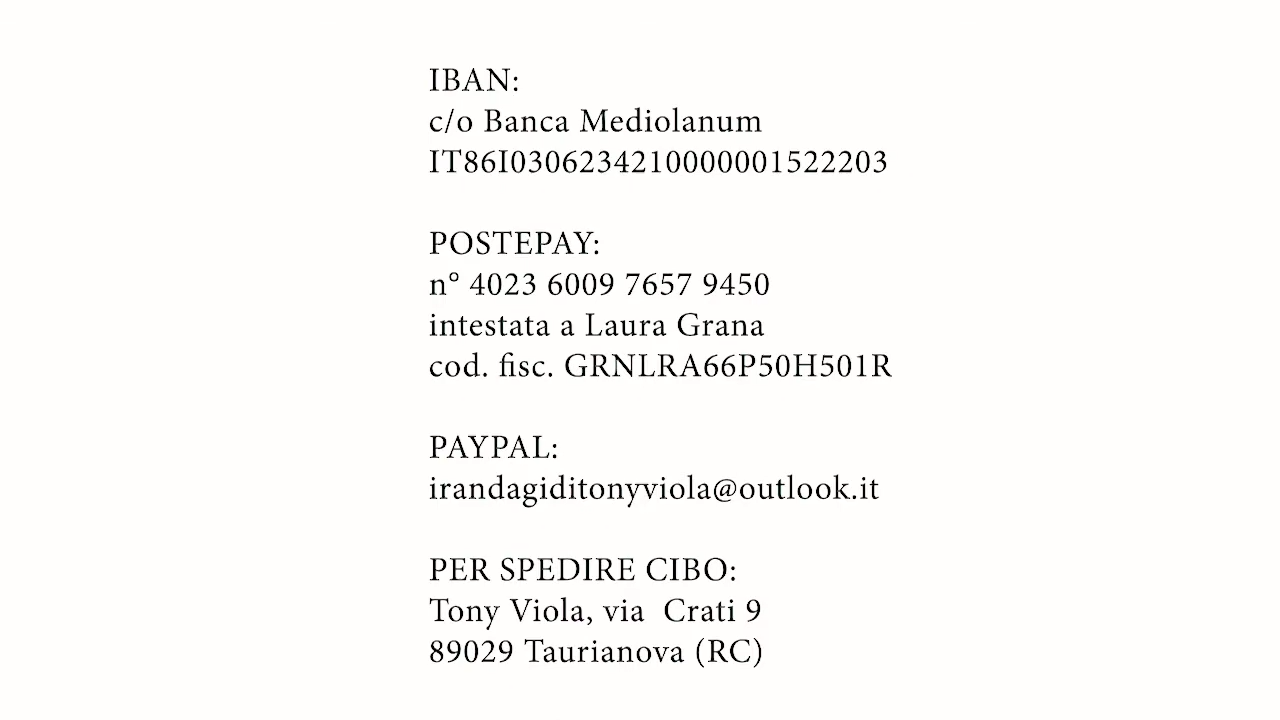 IBAN:
c/o Banca Mediolanum
IT86I0306234210000001522203
POSTEPAY:
n° 4023 6009 7657 9450
intestata a Laura Grana
cod. fisc. GRNLRA66P50H501R
PAYPAL:
irandagiditonyviola@outlook.it
PER SPEDIRE CIBO:
Tony Viola, via  Crati 9
89029 Taurianova (RC)